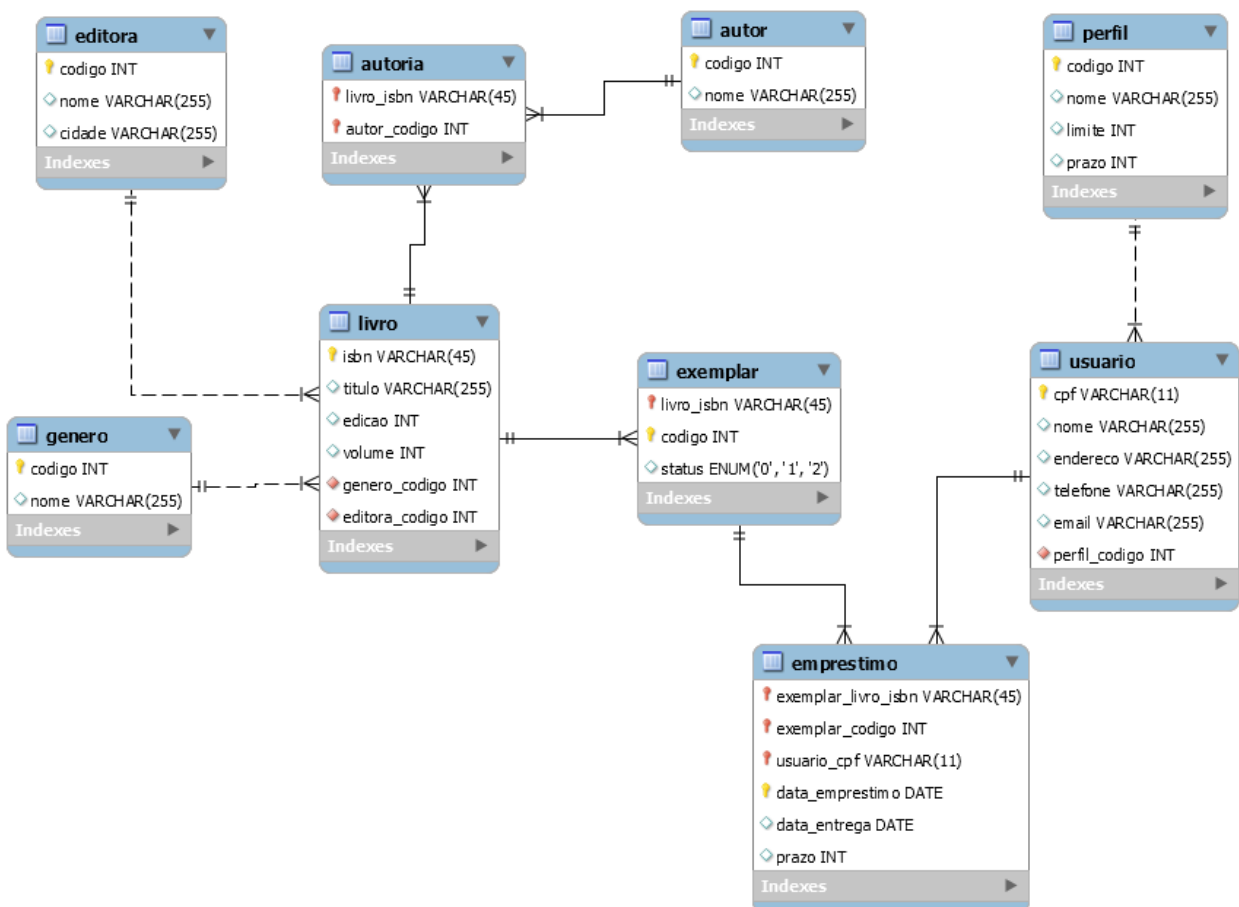 editora
codigo INT
nome VARCHAR(255)
cidade VARCHAR(255)
Indexes
autoria
livro_isbn VARCHAR(45)
autor_codigo INT
Indexes
autor
codigo INT
nome VARCHAR(255)
Indexes
perfil
codigo INT
nome VARCHAR(255)
limite INT
prazo INT
Indexes
livro
isbn VARCHAR(45)
titulo VARCHAR(255)
edicao INT
volume INT
genero_codigo INT
editora_codigo INT
Indexes
genero
codigo INT
nome VARCHAR(255)
Indexes
exemplar
livro_isbn VARCHAR(45)
codigo INT
status ENUM('0', '1', '2')
Indexes
usuario
cpf VARCHAR(11)
nome VARCHAR(255)
endereco VARCHAR(255)
telefone VARCHAR(255)
email VARCHAR(255)
perfil_codigo INT
Indexes
emprestimo
exemplar_livro_isbn VARCHAR(45)
exemplar_codigo INT
usuario_cpf VARCHAR(11)
data_emprestimo DATE
data_entrega DATE
prazo INT
Indexes